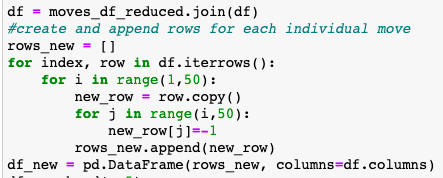 df = moves_df_reduced.join(df)
#create and append rows for each individual move
rows_new = []
for index, row in df.iterrows():
    for i in range(1,50):
        new_row = row.copy()
        for j in range(i,50):
            new_row[j]=-1
        rows_new.append(new_row)
df_new = pd.DataFrame(rows_new, columns=df.columns)